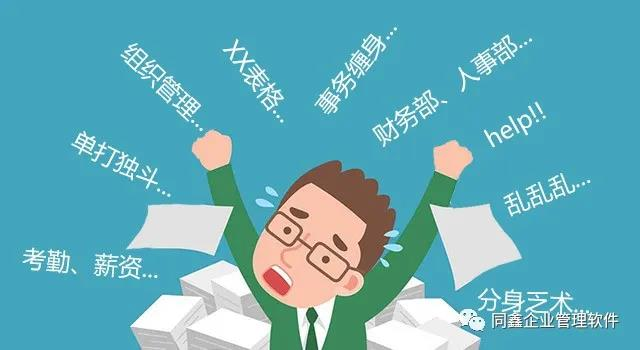 组织管理...
XX表格...
事务缠身...
财务部、人事部...
help!!
单打独斗...
乱乱乱...
考勤、薪资...
分身乏术...
同鑫企业管理软件